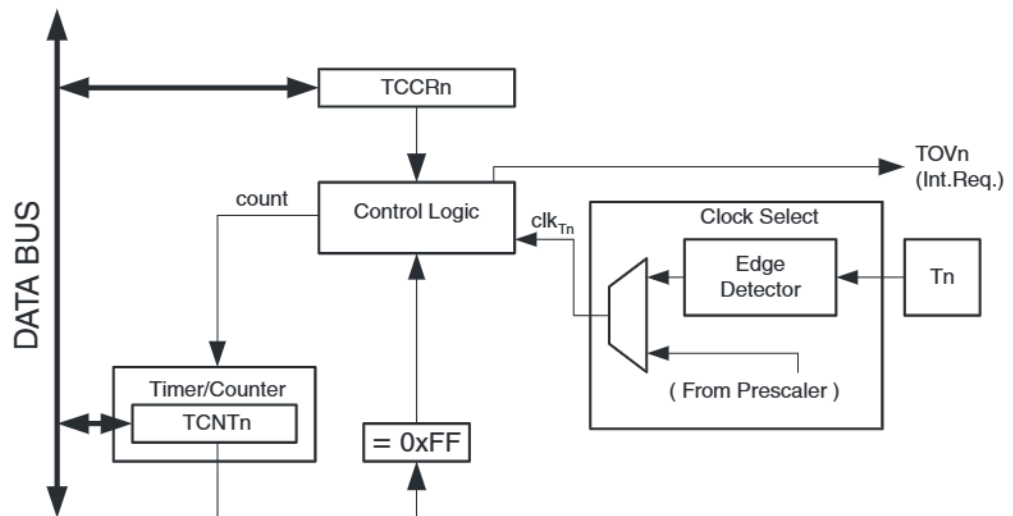 TCCRn
TOVn
(Int.Req.)
count
Control Logic
clkTn
Clock Select
Edge
Detector
Tn
DATA BUS
Timer/Counter
TCNTn
= 0xFF
( From Prescaler )